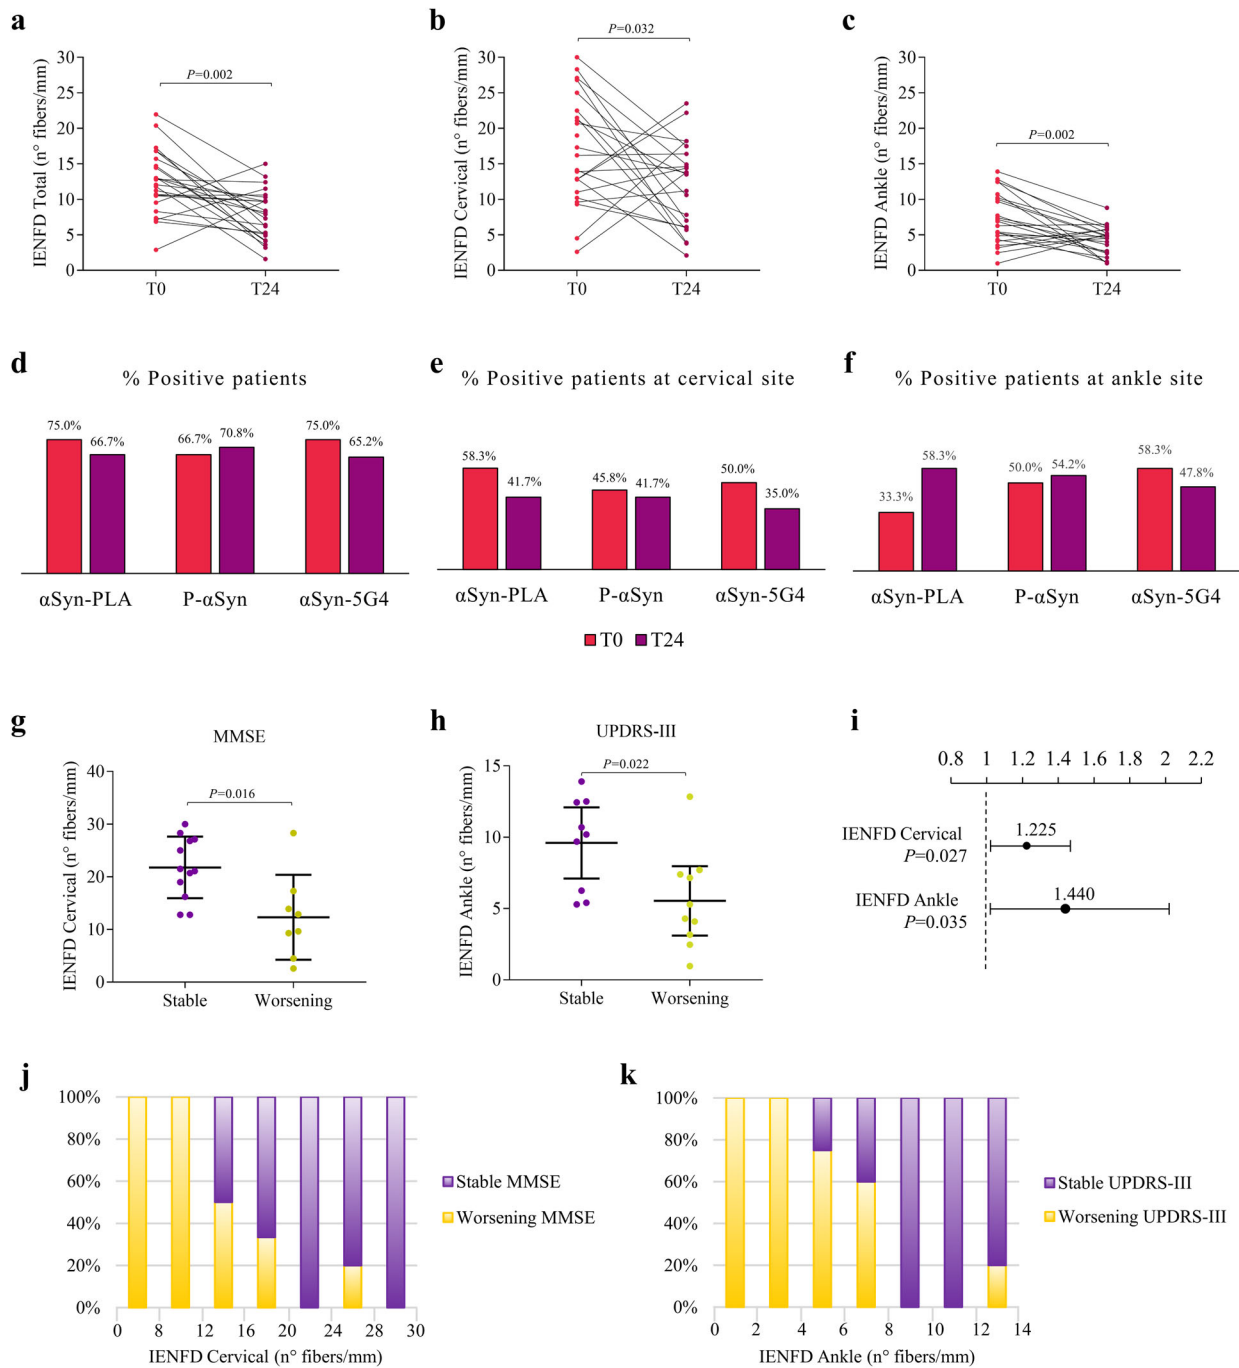 a
P=0.002
IENFD Total (n° fibers/mm)
30
25
20
15
10
5
0
T0
T24
b
P=0.032
IENFD Cervical (n° fibers/mm)
30
25
20
15
10
5
0
T0
T24
c
P=0.002
IENFD Ankle (n° fibers/mm)
30
25
20
15
10
5
0
T0
T24
d
% Positive patients
75.0%
66.7%
66.7%
70.8%
75.0%
65.2%
αSyn-PLA
P-αSyn
αSyn-5G4
e
% Positive patients at cervical site
58.3%
41.7%
45.8%
41.7%
50.0%
35.0%
αSyn-PLA
P-αSyn
αSyn-5G4
f
% Positive patients at ankle site
33.3%
58.3%
50.0%
54.2%
58.3%
47.8%
αSyn-PLA
P-αSyn
αSyn-5G4
T0
T24
g
MMSE
P=0.016
IENFD Cervical (n° fibers/mm)
40
30
20
10
0
Stable
Worsening
h
UPDRS-III
P=0.022
IENFD Ankle (n° fibers/mm)
15
10
5
0
Stable
Worsening
i
0.8 1 1.2 1.4 1.6 1.8 2 2.2
IENFD Cervical
P=0.027
1.225
IENFD Ankle
P=0.035
1.440
j
100%
80%
60%
40%
20%
0%
0 8 12 14 16 20 22 26 30
IENFD Cervical (n° fibers/mm)
Stable MMSE
Worsening MMSE
k
100%
80%
60%
40%
20%
0%
0 2 4 6 8 10 12 14
IENFD Ankle (n° fibers/mm)
Stable UPDRS-III
Worsening UPDRS-III